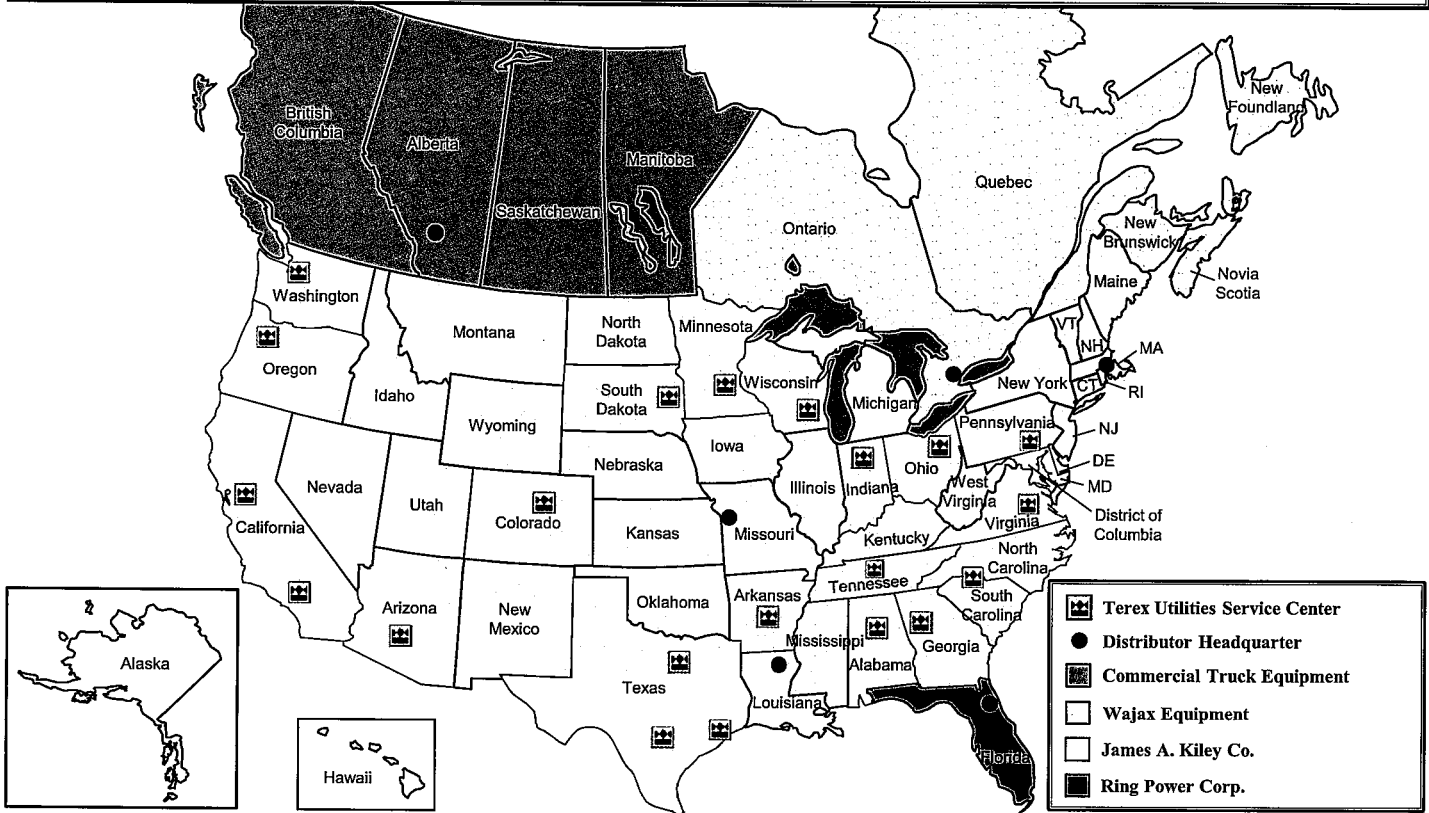 New
Foundland
British
Columbia
Alberta
Manitoba
Saskatchewan
Quebec
Ontario
New
Brunswick
Maine
Novia
Scotia
Washington
Montana
North
Dakota
Minnesota
VT
NH
MA
Oregon
Idaho
South
Dakota
Wisconsin
Michigan
New York
CT
RI
Wyoming
Pennsylvania
NJ
Iowa
Nebraska
Ohio
DE
MD
Nevada
Utah
Illinois
Indiana
West
Virginia
Virginia
District of
Columbia
California
Colorado
Kansas
Missouri
Kentucky
North
Carolina
Tennessee
South
Carolina
Arizona
New
Mexico
Oklahoma
Arkansas
Mississippi
Alabama
Georgia
Alaska
Texas
Louisiana
Florida
Hawaii
Terex Utilities Service Center
Distributor Headquarter
Commercial Truck Equipment
Wajax Equipment
James A. Kiley Co.
Ring Power Corp.